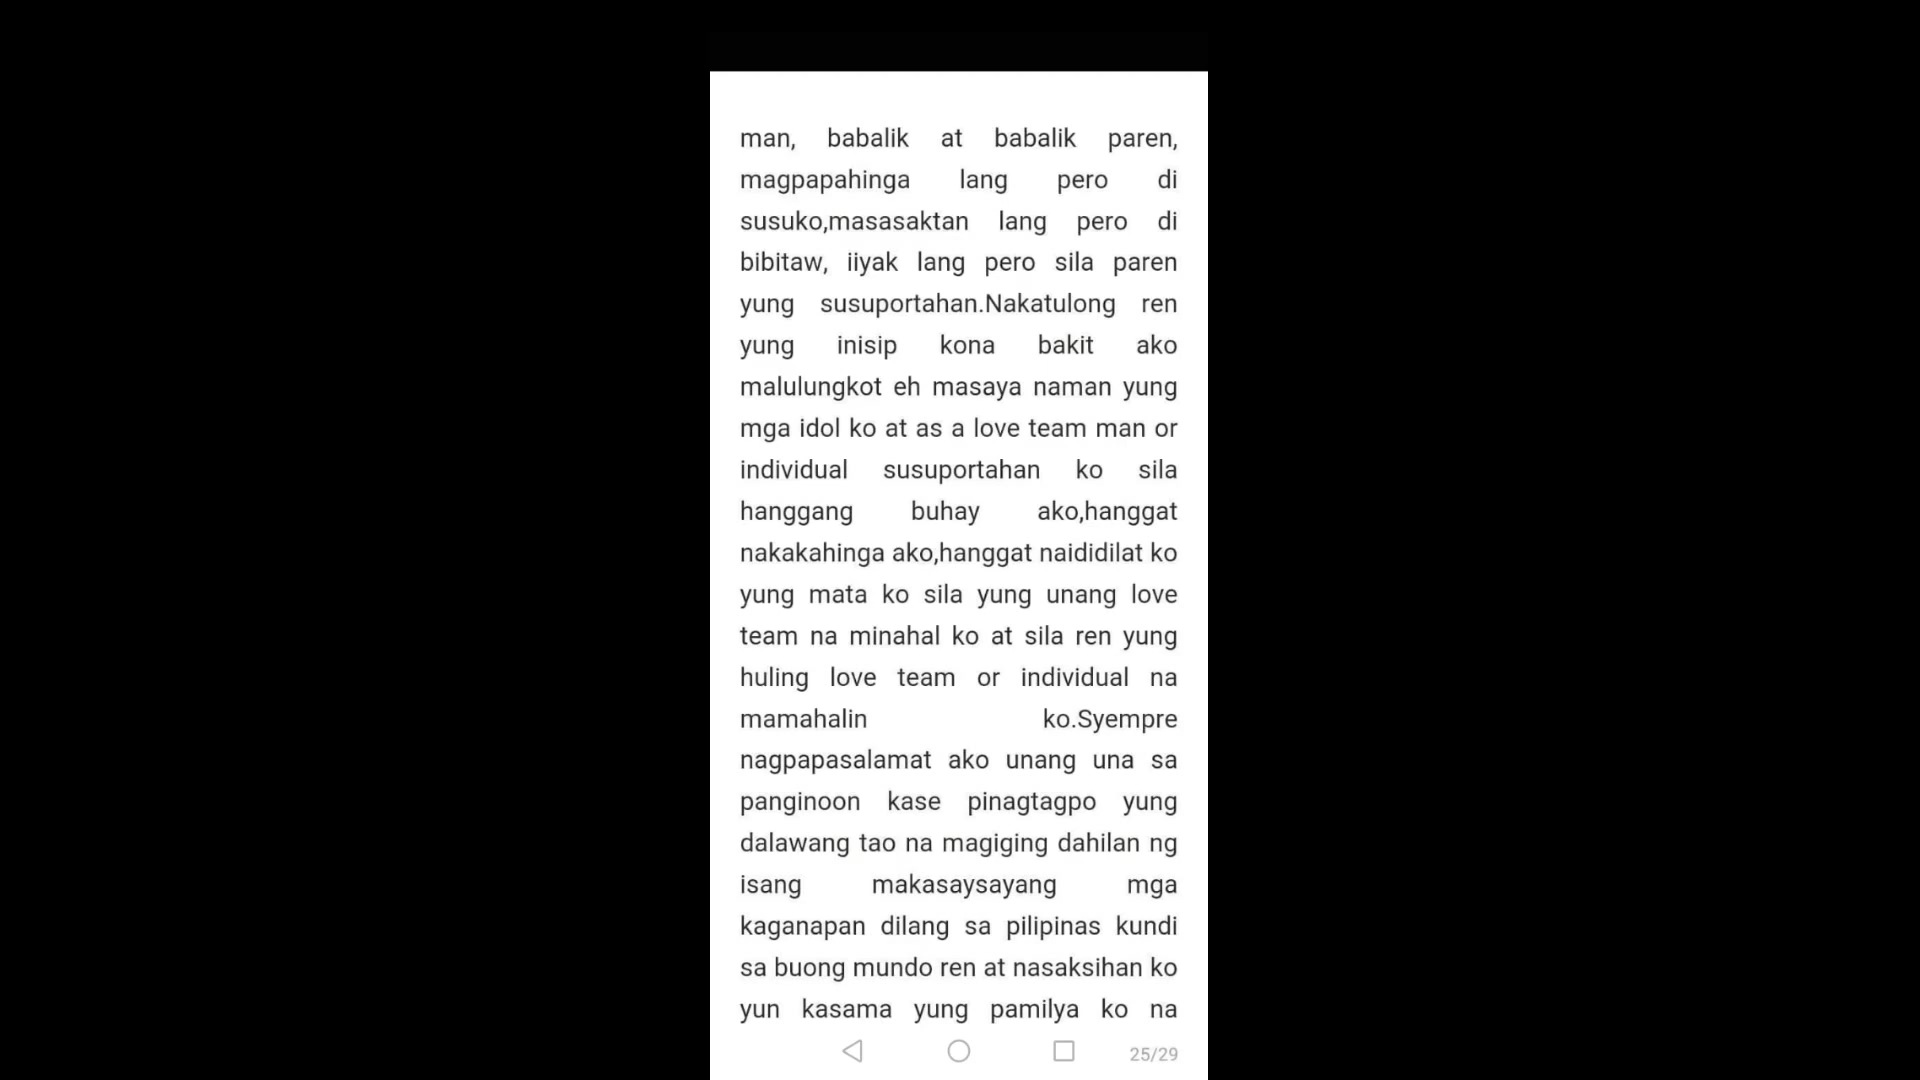 man, babalik at babalik paren,
magpapahinga lang pero di
susuko,masasaktan lang pero di
bibitaw, iiyak lang pero sila paren
yung susuportahan.Nakatulong ren
yung inisip kona bakit ako
malulungkot eh masaya naman yung
mga idol ko at as a love team man or
individual susuportahan ko sila
hanggang buhay ako,hanggat
nakakahinga ako,hanggat naididilat ko
yung mata ko sila yung unang love
team na minahal ko at sila ren yung
huling love team or individual na
mamahalin ko.Syempre
nagpapasalamat ako unang una sa
panginoon kase pinagtagpo yung
dalawang tao na magiging dahilan ng
isang makasaysayang mga
kaganapan dilang sa pilipinas kundi
sa buong mundo ren at nasaksihan ko
yun kasama yung pamilya ko na
25/29